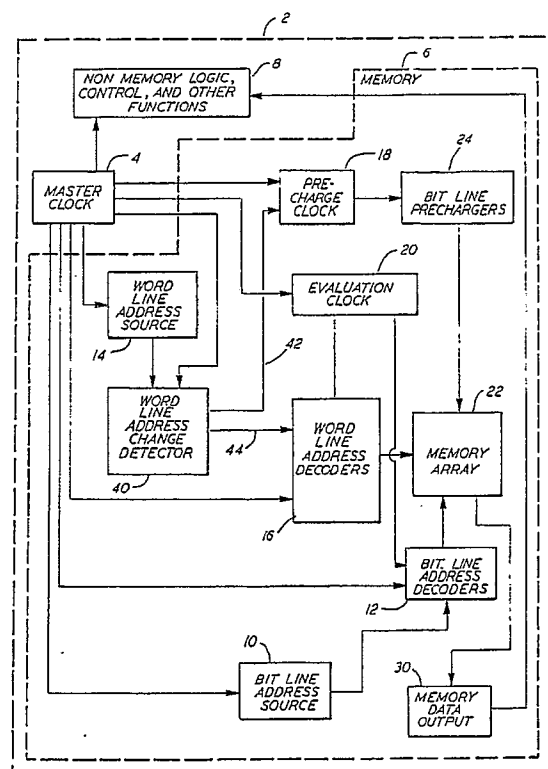 2
8
6
NON MEMORY LOGIC,
CONTROL, AND OTHER
FUNCTIONS
MEMORY
4
18
24
MASTER
CLOCK
PRE-
CHARGE
CLOCK
BIT LINE
PRECHARGERS
20
WORD
LINE
ADDRESS
SOURCE
EVALUATION
CLOCK
14
42
22
WORD
LINE
ADDRESS
CHANGE
DETECTOR
44
WORD
LINE
ADDRESS
DECODERS
MEMORY
ARRAY
40
16
BIT. LINE
ADDRESS
DECODERS
12
10
BIT LINE
ADDRESS
SOURCE
30
MEMORY
DATA
OUTPUT